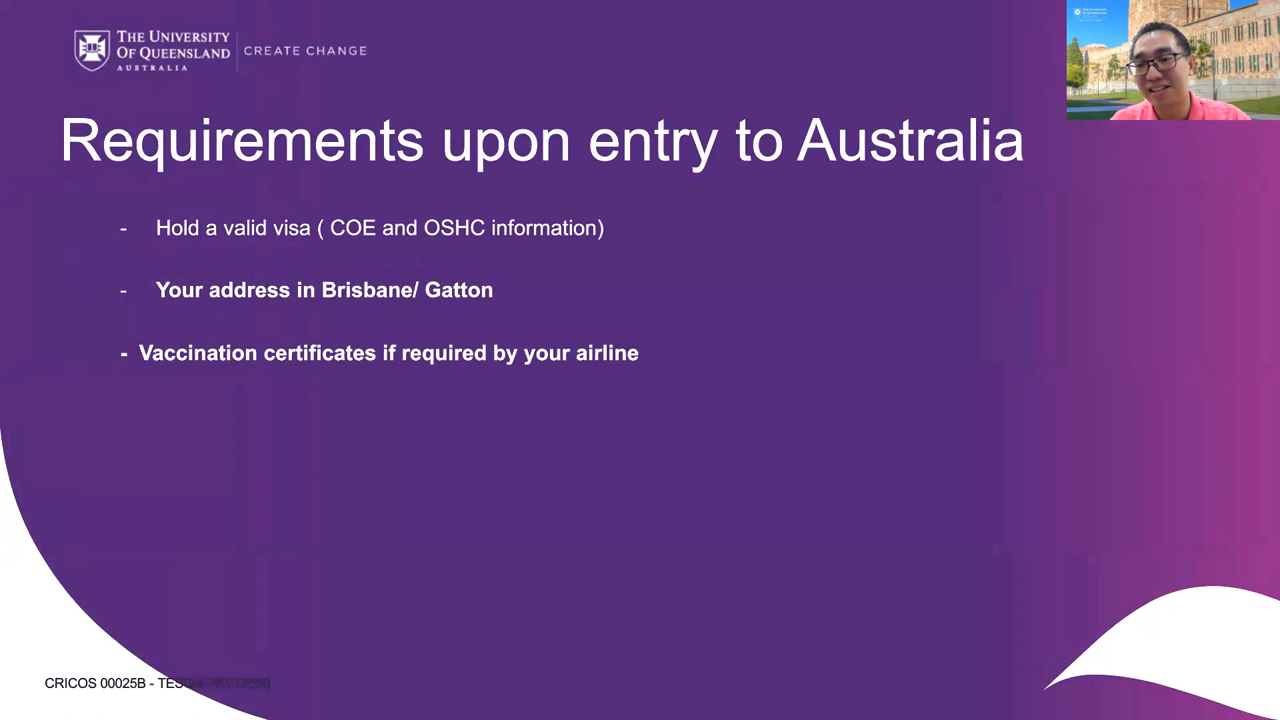 THE UNIVERSITY
OF QUEENSLAND
AUSTRALIA
CREATE CHANGE
Requirements upon entry to Australia
- Hold a valid visa ( COE and OSHC information)
- Your address in Brisbane/ Gatton
- Vaccination certificates if required by your airline
CRICOS 00025B -